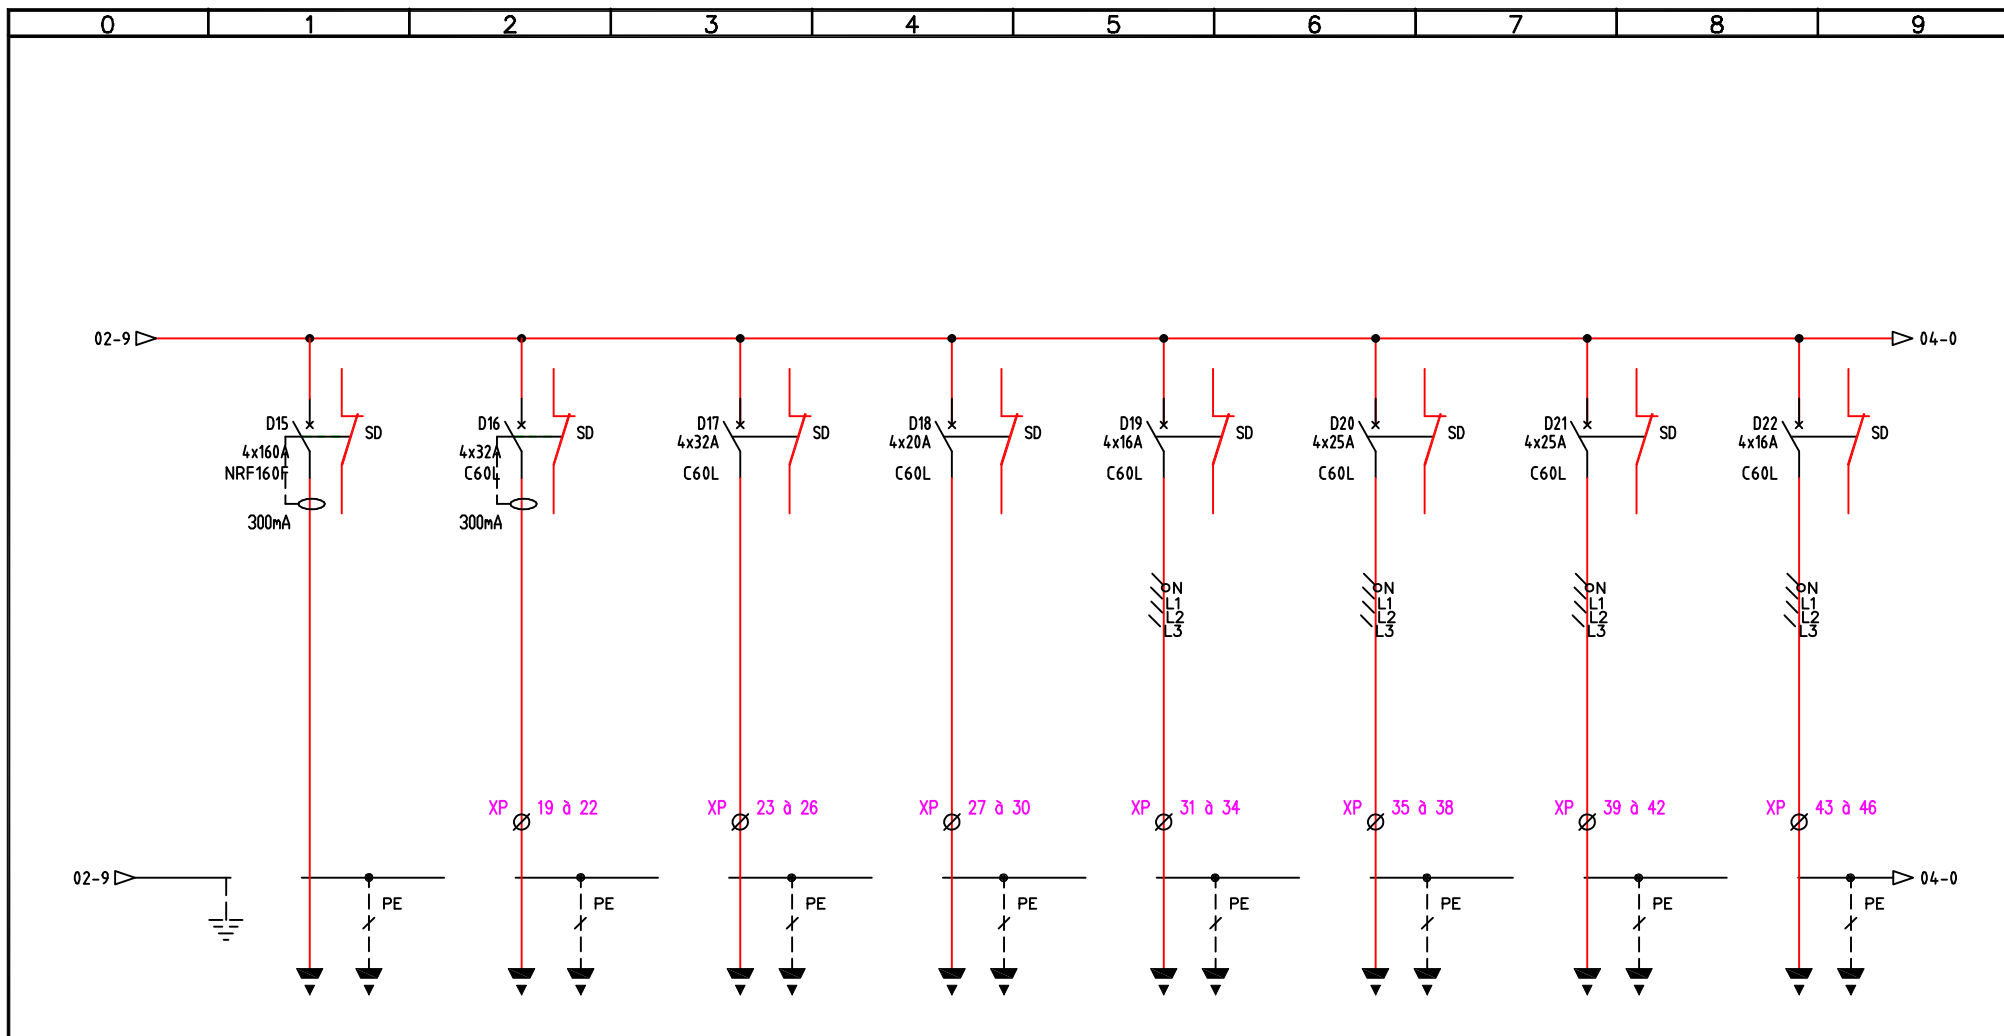 0 1 2 3 4 5 6 7 8 9
02-9 04-0
D15 D16 D17 D18 D19 D20 D21 D22
SD SD SD SD SD SD SD SD
4x160A 4x32A 4x32A 4x20A 4x16A 4x25A 4x25A 4x16A
NRF160F C60L C60L C60L C60L C60L C60L C60L
300mA 300mA
N N N N
L1 L1 L1 L1
L2 L2 L2 L2
L3 L3 L3 L3
XP 19 à 22 XP 23 à 26 XP 27 à 30 XP 31 à 34 XP 35 à 38 XP 39 à 42 XP 43 à 46
02-9 04-0
PE PE PE PE PE PE PE PE